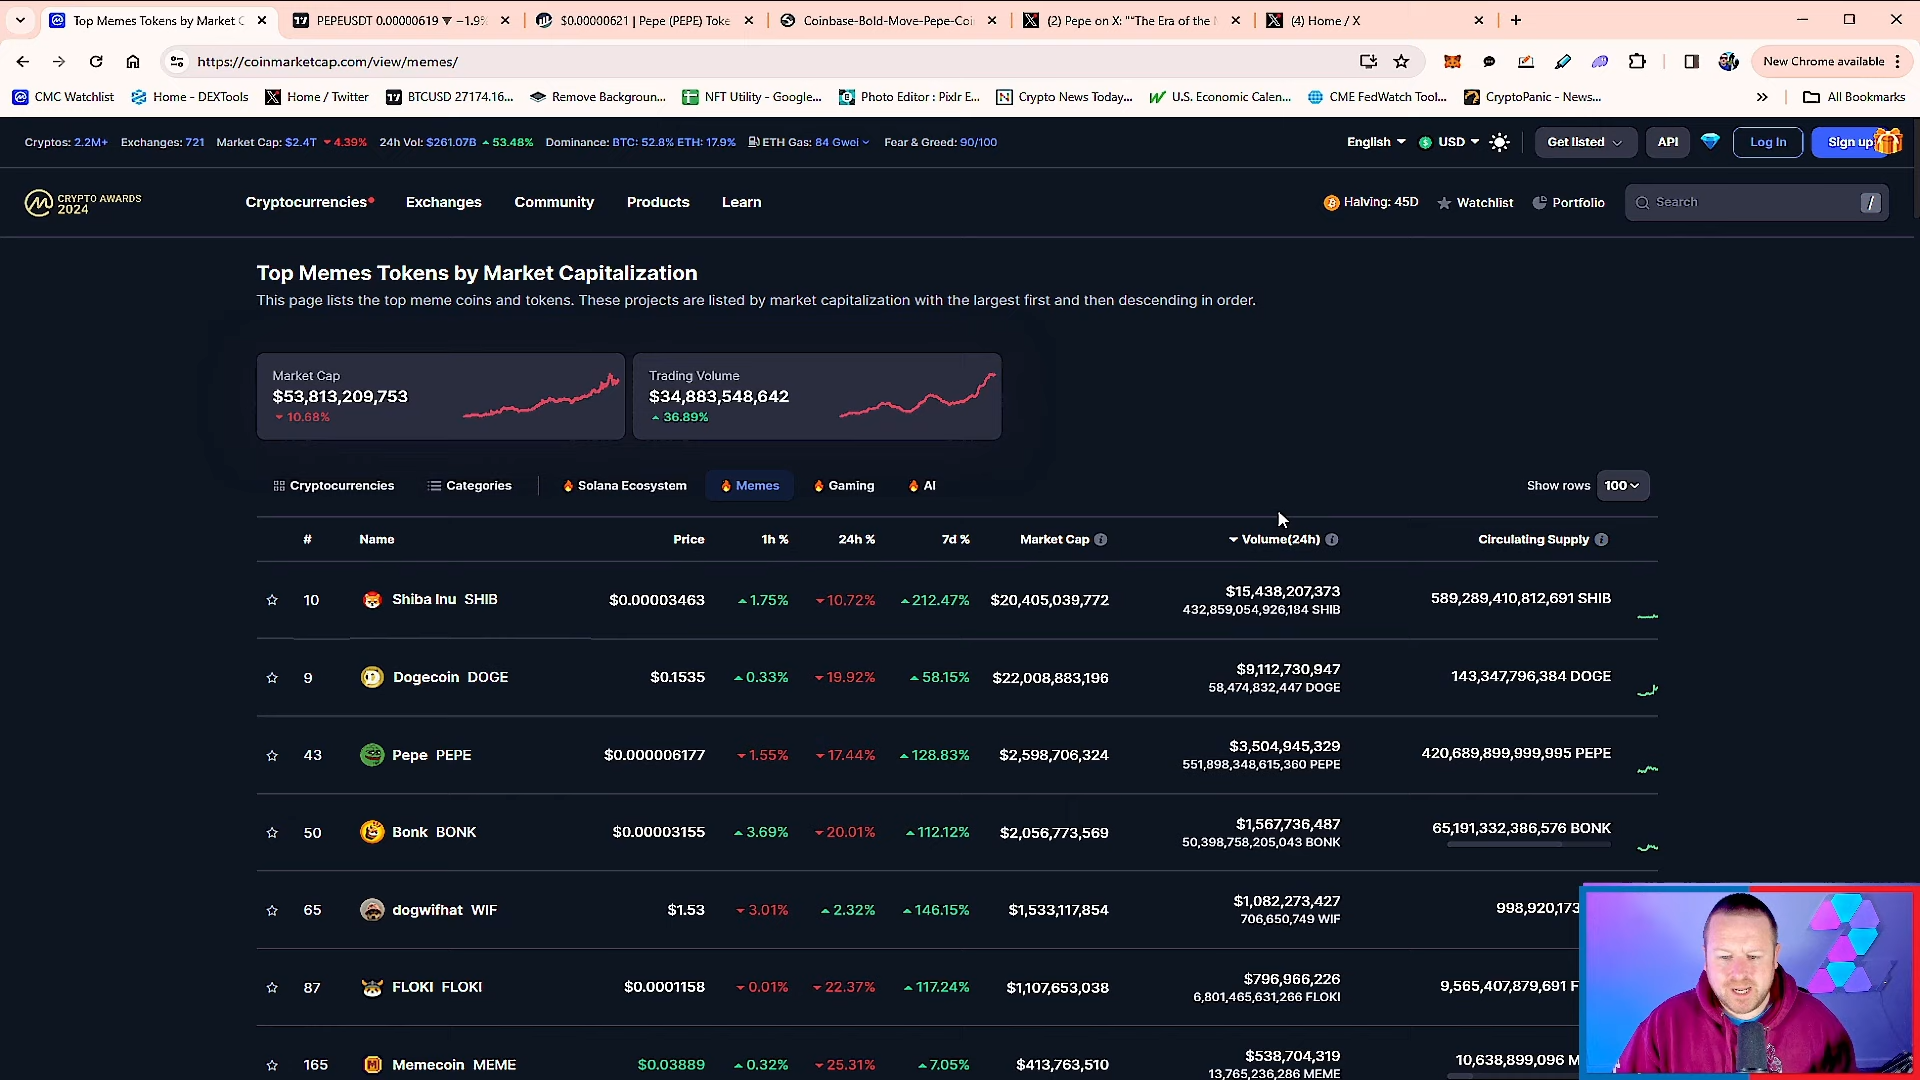 Top Memes Tokens by Market C
PEPEUSDT 0.00000619 ▼ −1.9
$0.00000621 | Pepe (PEPE) Toke
Coinbase-Bold-Move-Pepe-Coi
(2) Pepe on X: "“The Era of the
(4) Home / X
https://coinmarketcap.com/view/memes/
New Chrome available
CMC Watchlist
Home - DEXTools
Home / Twitter
BTCUSD 27174.16...
Remove Backgroun...
NFT Utility - Google...
Photo Editor : Pixlr E...
Crypto News Today...
U.S. Economic Calen...
CME FedWatch Tool...
CryptoPanic - News...
All Bookmarks
Cryptos: 2.2M+ Exchanges: 721 Market Cap: $2.4T 4.39% 24h Vol: $261.07B 53.48% Dominance: BTC: 52.8% ETH: 17.9% ETH Gas: 84 Gwei Fear & Greed: 90/100
English USD Get listed API Log In Sign up
CRYPTO AWARDS
2024
Cryptocurrencies Exchanges Community Products Learn
Halving: 45D Watchlist Portfolio Search /
Top Memes Tokens by Market Capitalization
This page lists the top meme coins and tokens. These projects are listed by market capitalization with the largest first and then descending in order.
Market Cap
$53,813,209,753
10.68%
Trading Volume
$34,883,548,642
36.89%
Cryptocurrencies Categories Solana Ecosystem Memes Gaming AI Show rows 100
# Name Price 1h % 24h % 7d % Market Cap Volume(24h) Circulating Supply
10 Shiba Inu SHIB $0.00003463 1.75% 10.72% 212.47% $20,405,039,772 $15,438,207,373 589,289,410,812,691 SHIB
432,859,054,926,184 SHIB
9 Dogecoin DOGE $0.1535 0.33% 19.92% 58.15% $22,008,883,196 $9,112,730,947 143,347,796,384 DOGE
58,474,832,447 DOGE
43 Pepe PEPE $0.000006177 1.55% 17.44% 128.83% $2,598,706,324 $3,504,945,329 420,689,899,999,995 PEPE
551,898,348,615,360 PEPE
50 Bonk BONK $0.00003155 3.69% 20.01% 112.12% $2,056,773,569 $1,567,736,487 65,191,332,386,576 BONK
50,398,758,205,043 BONK
65 dogwifhat WIF $1.53 3.01% 2.32% 146.15% $1,533,117,854 $1,082,273,427 998,920,173
706,650,749 WIF
87 FLOKI FLOKI $0.0001158 0.01% 22.37% 117.24% $1,107,653,038 $796,966,226 9,565,407,879,691 F
6,801,465,631,266 FLOKI
165 Memecoin MEME $0.03889 0.32% 25.31% 7.05% $413,763,510 $538,704,319 10,638,899,096 M
13,765,236,286 MEME